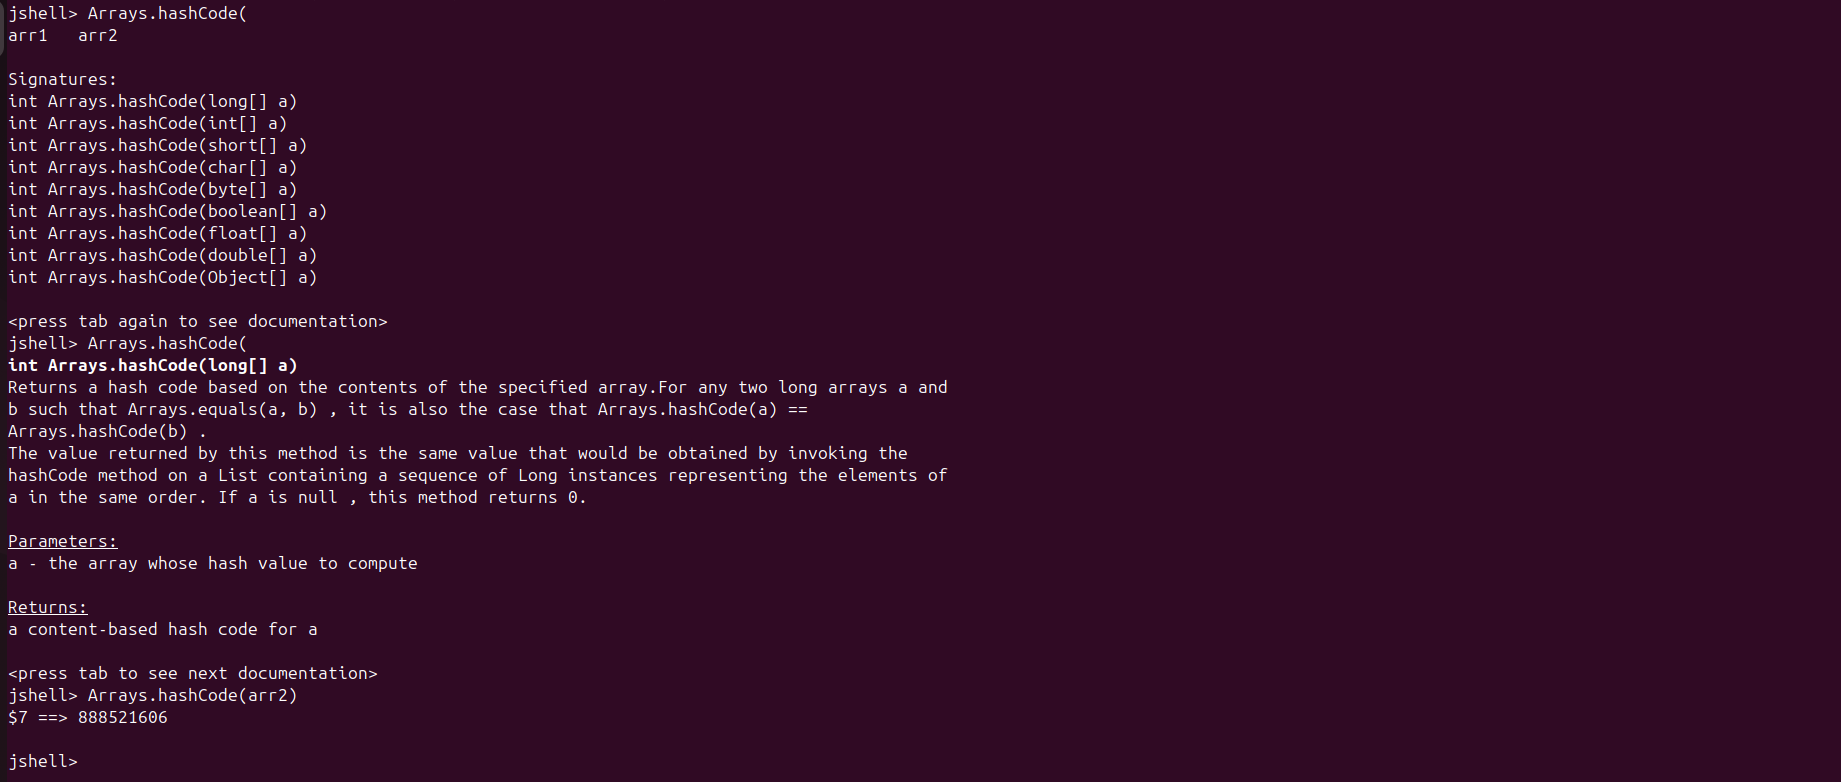 jshell> Arrays.hashCode(
arr1   arr2
Signatures:
int Arrays.hashCode(long[] a)
int Arrays.hashCode(int[] a)
int Arrays.hashCode(short[] a)
int Arrays.hashCode(char[] a)
int Arrays.hashCode(byte[] a)
int Arrays.hashCode(boolean[] a)
int Arrays.hashCode(float[] a)
int Arrays.hashCode(double[] a)
int Arrays.hashCode(Object[] a)
<press tab again to see documentation>
jshell> Arrays.hashCode(
int Arrays.hashCode(long[] a)
Returns a hash code based on the contents of the specified array.For any two long arrays a and
b such that Arrays.equals(a, b) , it is also the case that Arrays.hashCode(a) ==
Arrays.hashCode(b) .
The value returned by this method is the same value that would be obtained by invoking the
hashCode method on a List containing a sequence of Long instances representing the elements of
a in the same order. If a is null , this method returns 0.
Parameters:
a - the array whose hash value to compute
Returns:
a content-based hash code for a
<press tab to see next documentation>
jshell> Arrays.hashCode(arr2)
$7 ==> 888521606
jshell>